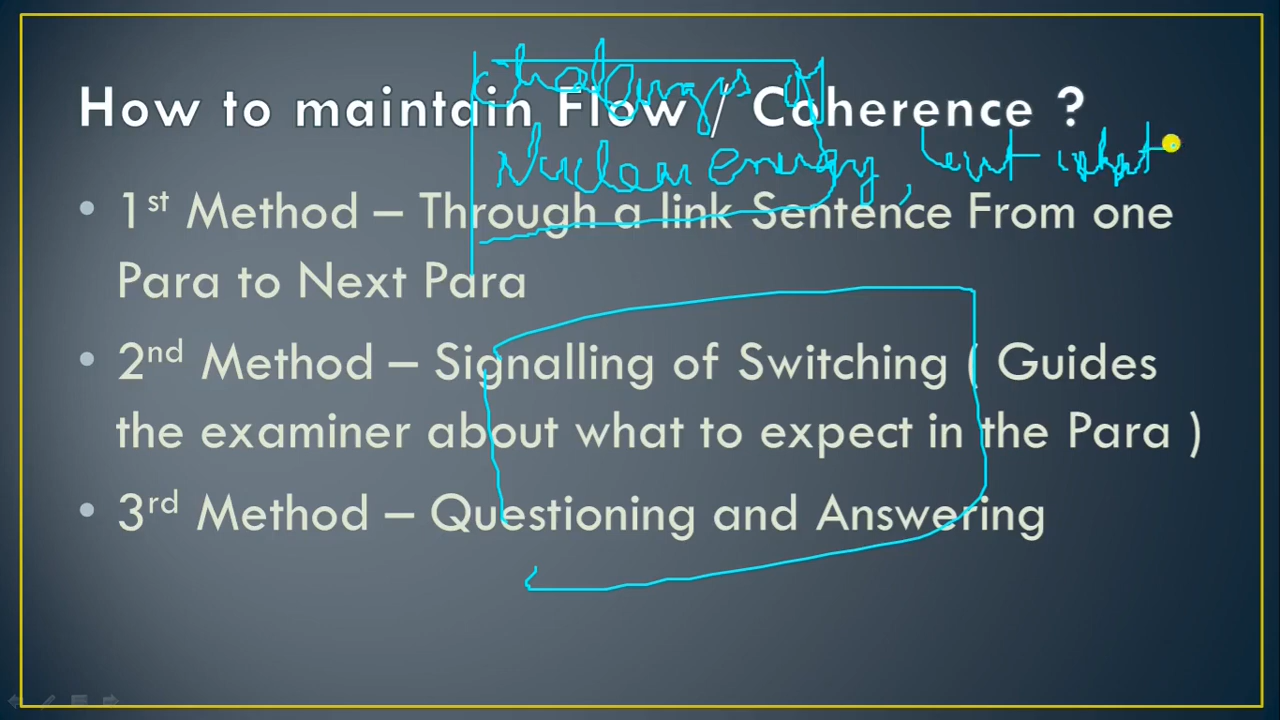 How to maintain Flow / Coherence ?
• 1st Method – Through a link Sentence From one
Para to Next Para
• 2nd Method – Signalling of Switching ( Guides
the examiner about what to expect in the Para )
• 3rd Method – Questioning and Answering
Nuclear energy, but what